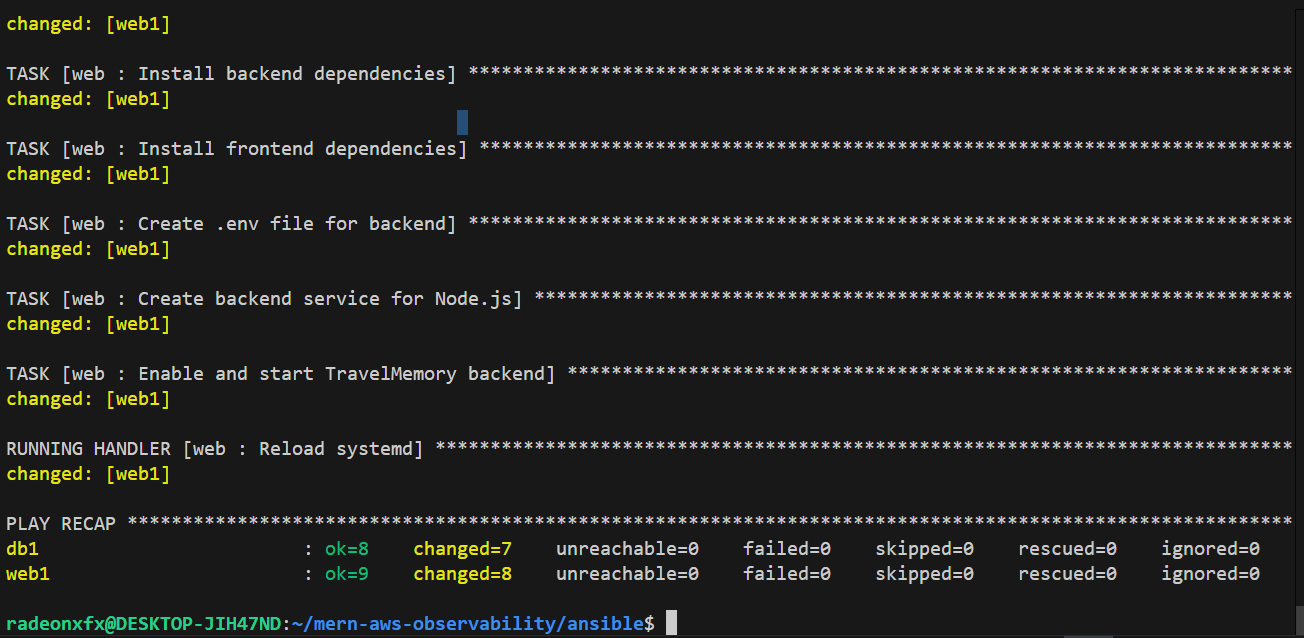 changed: [web1]
TASK [web : Install backend dependencies] ***************************************************************************
changed: [web1]
TASK [web : Install frontend dependencies] **************************************************************************
changed: [web1]
TASK [web : Create .env file for backend] ***************************************************************************
changed: [web1]
TASK [web : Create backend service for Node.js] *********************************************************************
changed: [web1]
TASK [web : Enable and start TravelMemory backend] ******************************************************************
changed: [web1]
RUNNING HANDLER [web : Reload systemd] ******************************************************************************
changed: [web1]
PLAY RECAP **********************************************************************************************************
db1 : ok=8 changed=7 unreachable=0 failed=0 skipped=0 rescued=0 ignored=0
web1 : ok=9 changed=8 unreachable=0 failed=0 skipped=0 rescued=0 ignored=0
radeonxfx@DESKTOP-JIH47ND:~/mern-aws-observability/ansible$